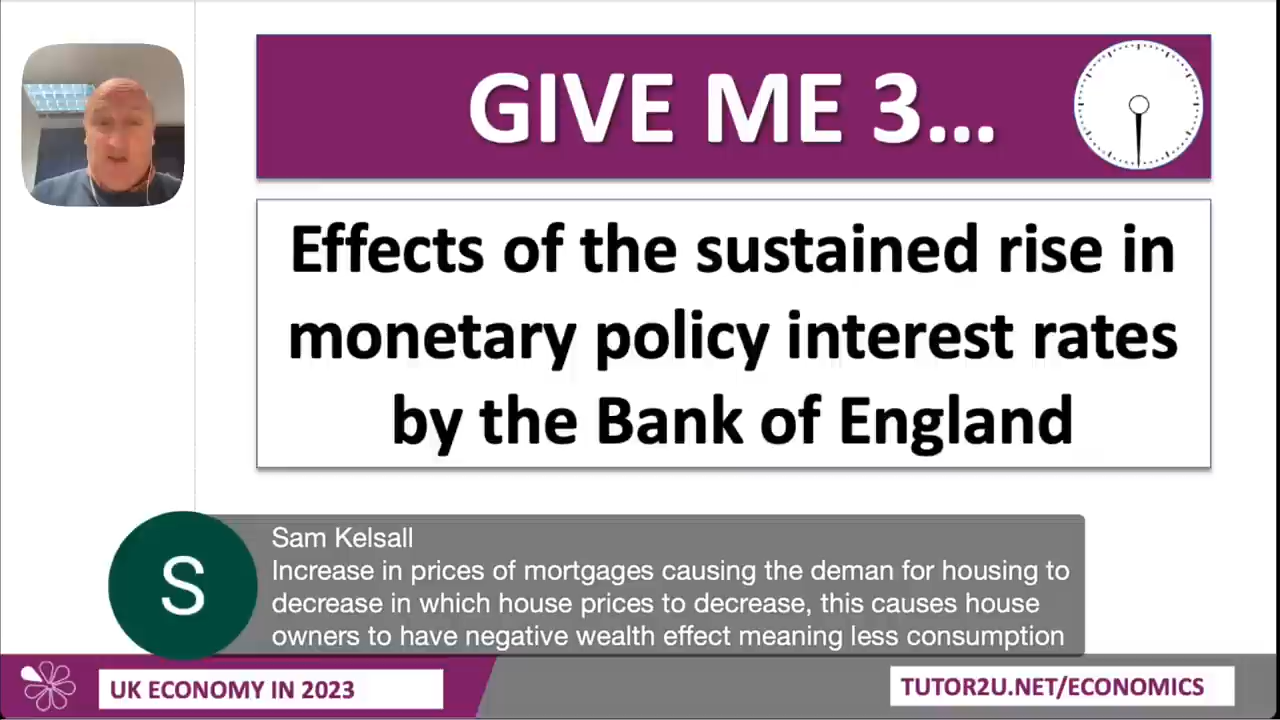 GIVE ME 3...
Effects of the sustained rise in
monetary policy interest rates
by the Bank of England
S
Sam Kelsall
Increase in prices of mortgages causing the deman for housing to
decrease in which house prices to decrease, this causes house
owners to have negative wealth effect meaning less consumption
UK ECONOMY IN 2023
TUTOR2U.NET/ECONOMICS